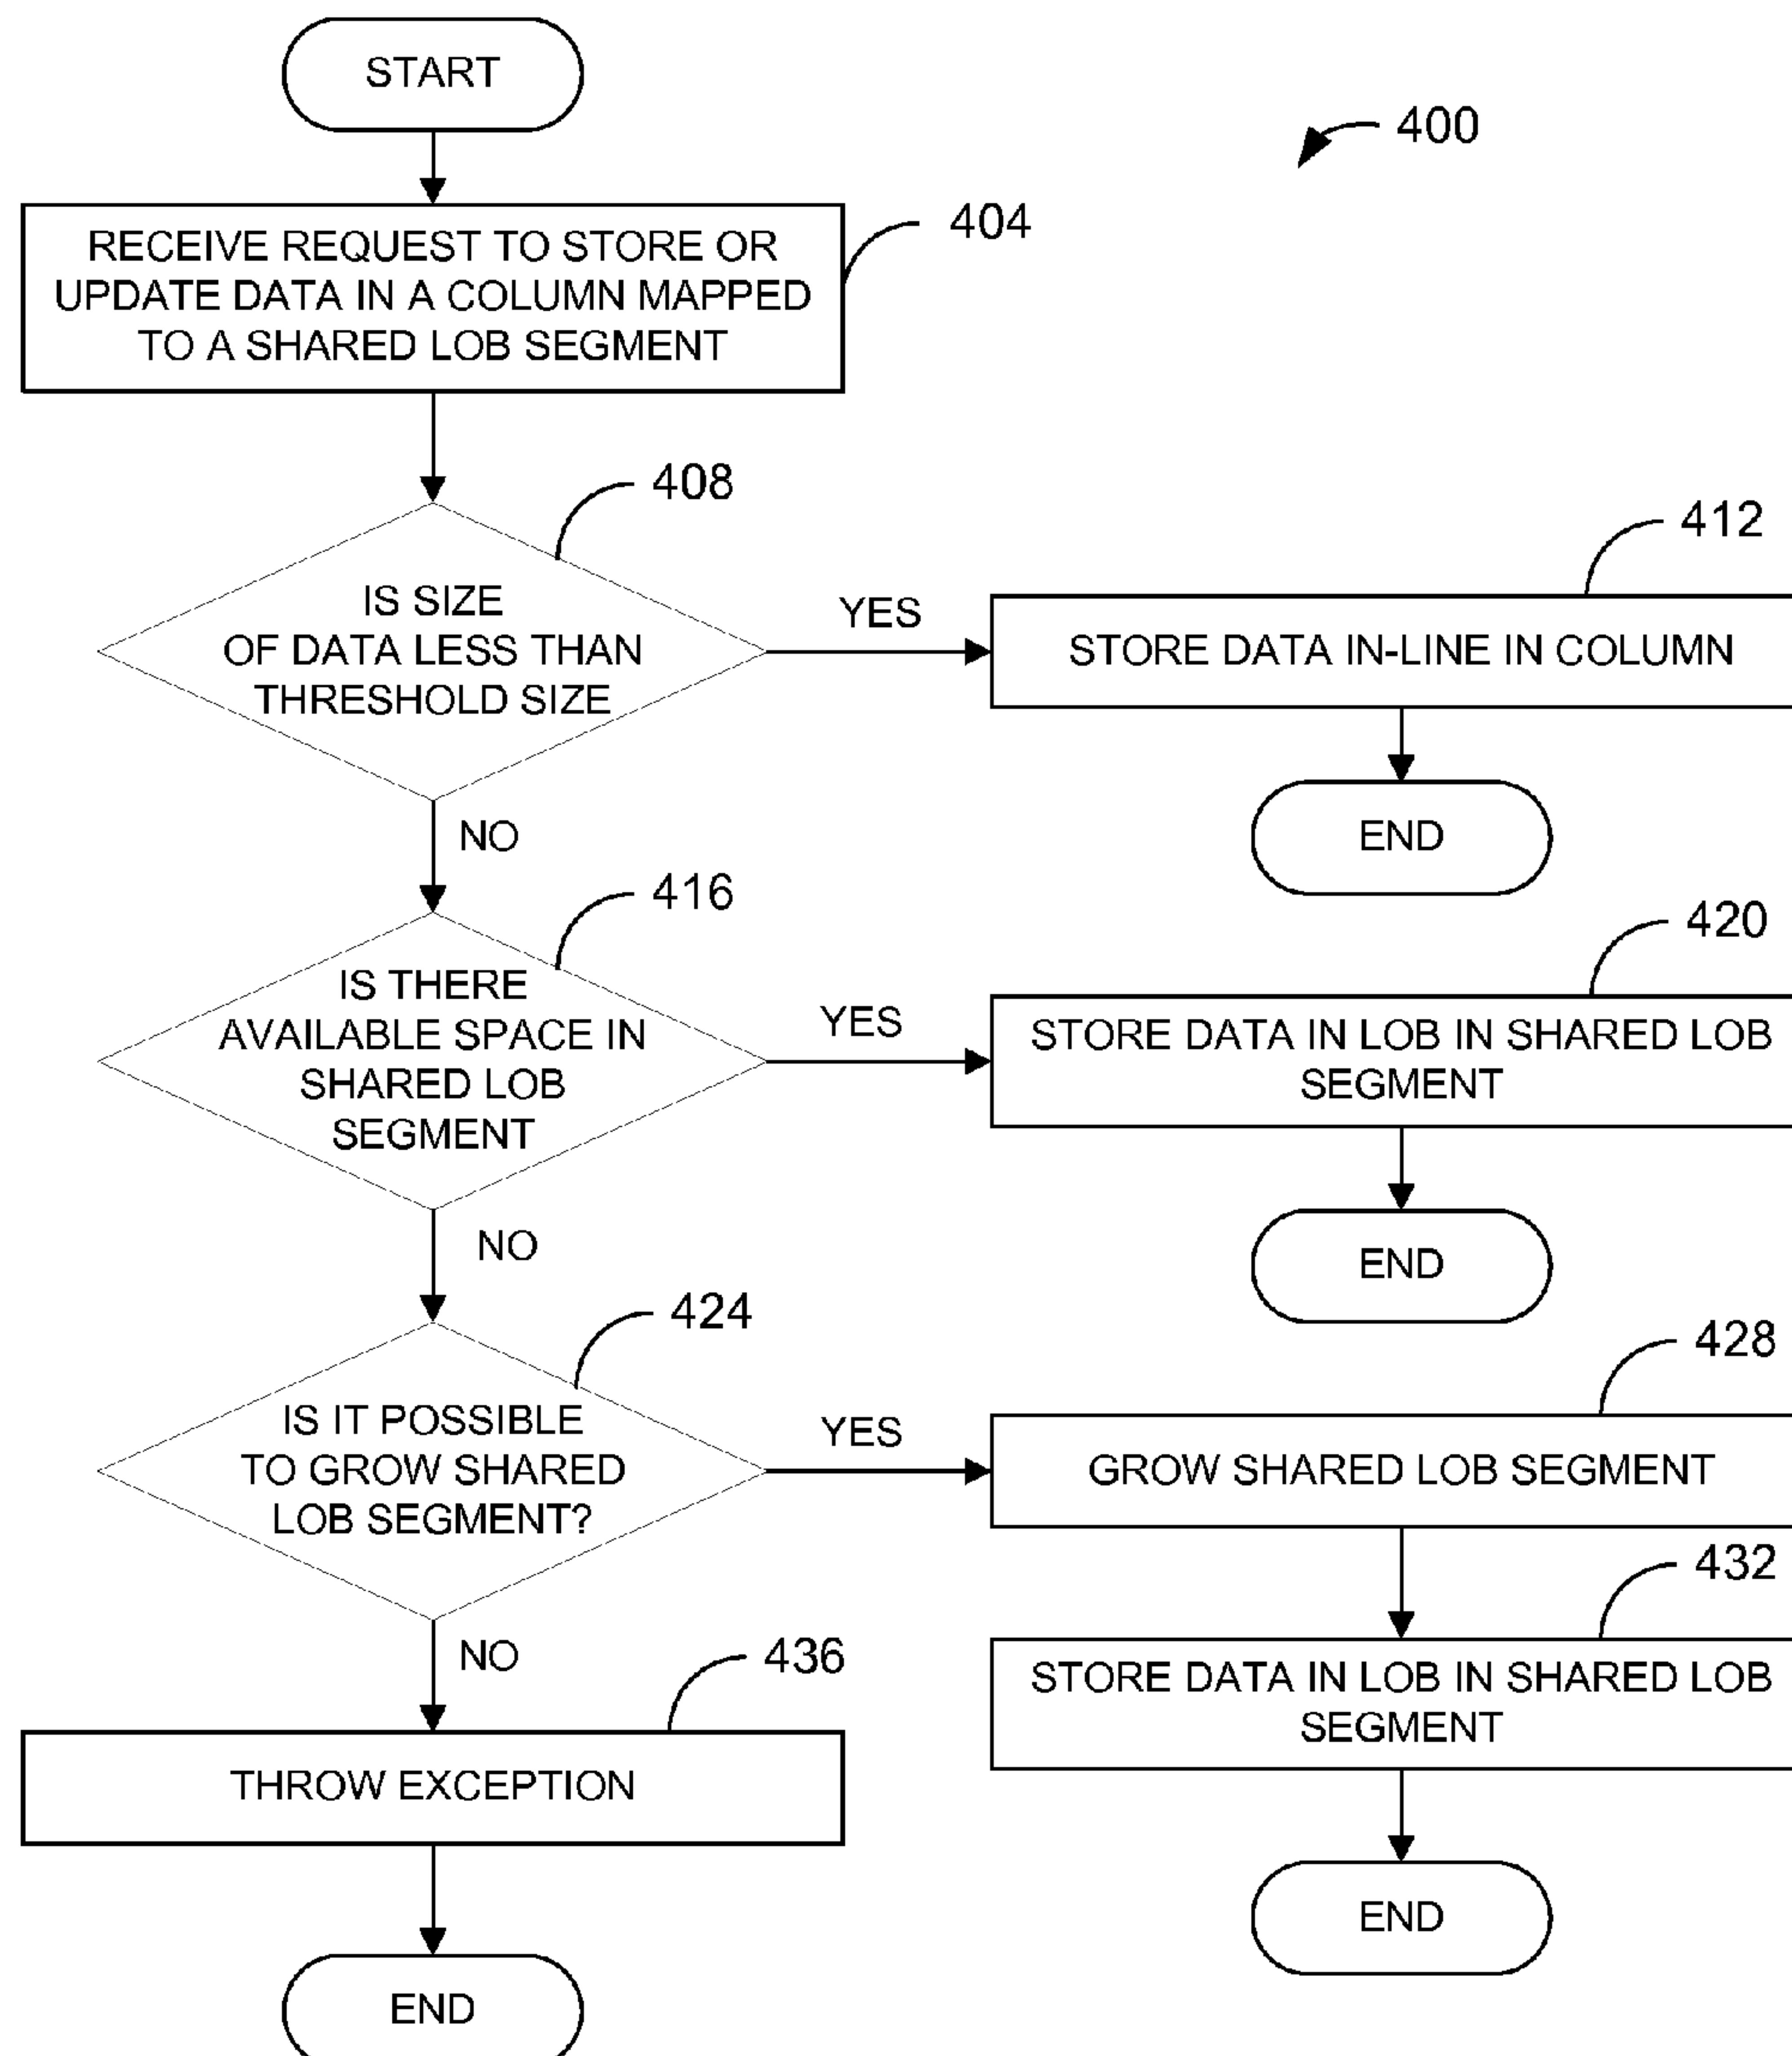 START
400
404
RECEIVE REQUEST TO STORE OR
UPDATE DATA IN A COLUMN MAPPED
TO A SHARED LOB SEGMENT
408
IS SIZE
OF DATA LESS THAN
THRESHOLD SIZE
YES
412
STORE DATA IN-LINE IN COLUMN
END
NO
416
IS THERE
AVAILABLE SPACE IN
SHARED LOB
SEGMENT
YES
420
STORE DATA IN LOB IN SHARED LOB
SEGMENT
END
NO
424
IS IT POSSIBLE
TO GROW SHARED
LOB SEGMENT?
YES
428
GROW SHARED LOB SEGMENT
432
STORE DATA IN LOB IN SHARED LOB
SEGMENT
END
NO
436
THROW EXCEPTION
END